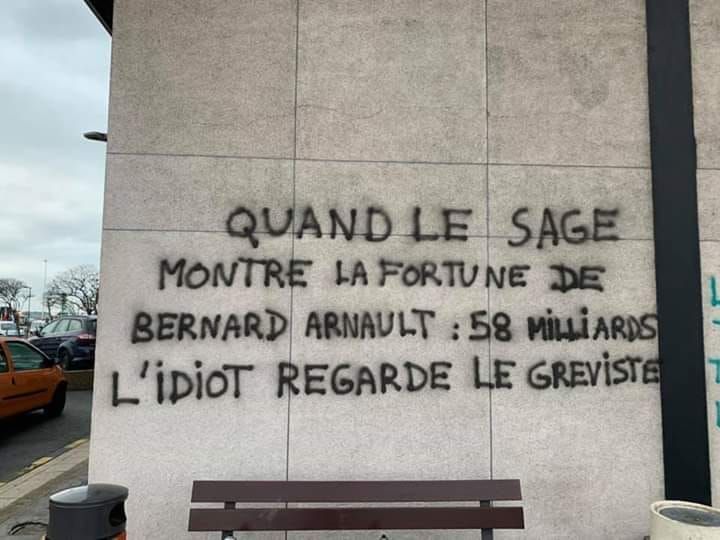 QUAND LE SAGE
MONTRE LA FORTUNE DE
BERNARD ARNAULT : 58 MILLIARDS
L'IDIOT REGARDE LE GREVISTE